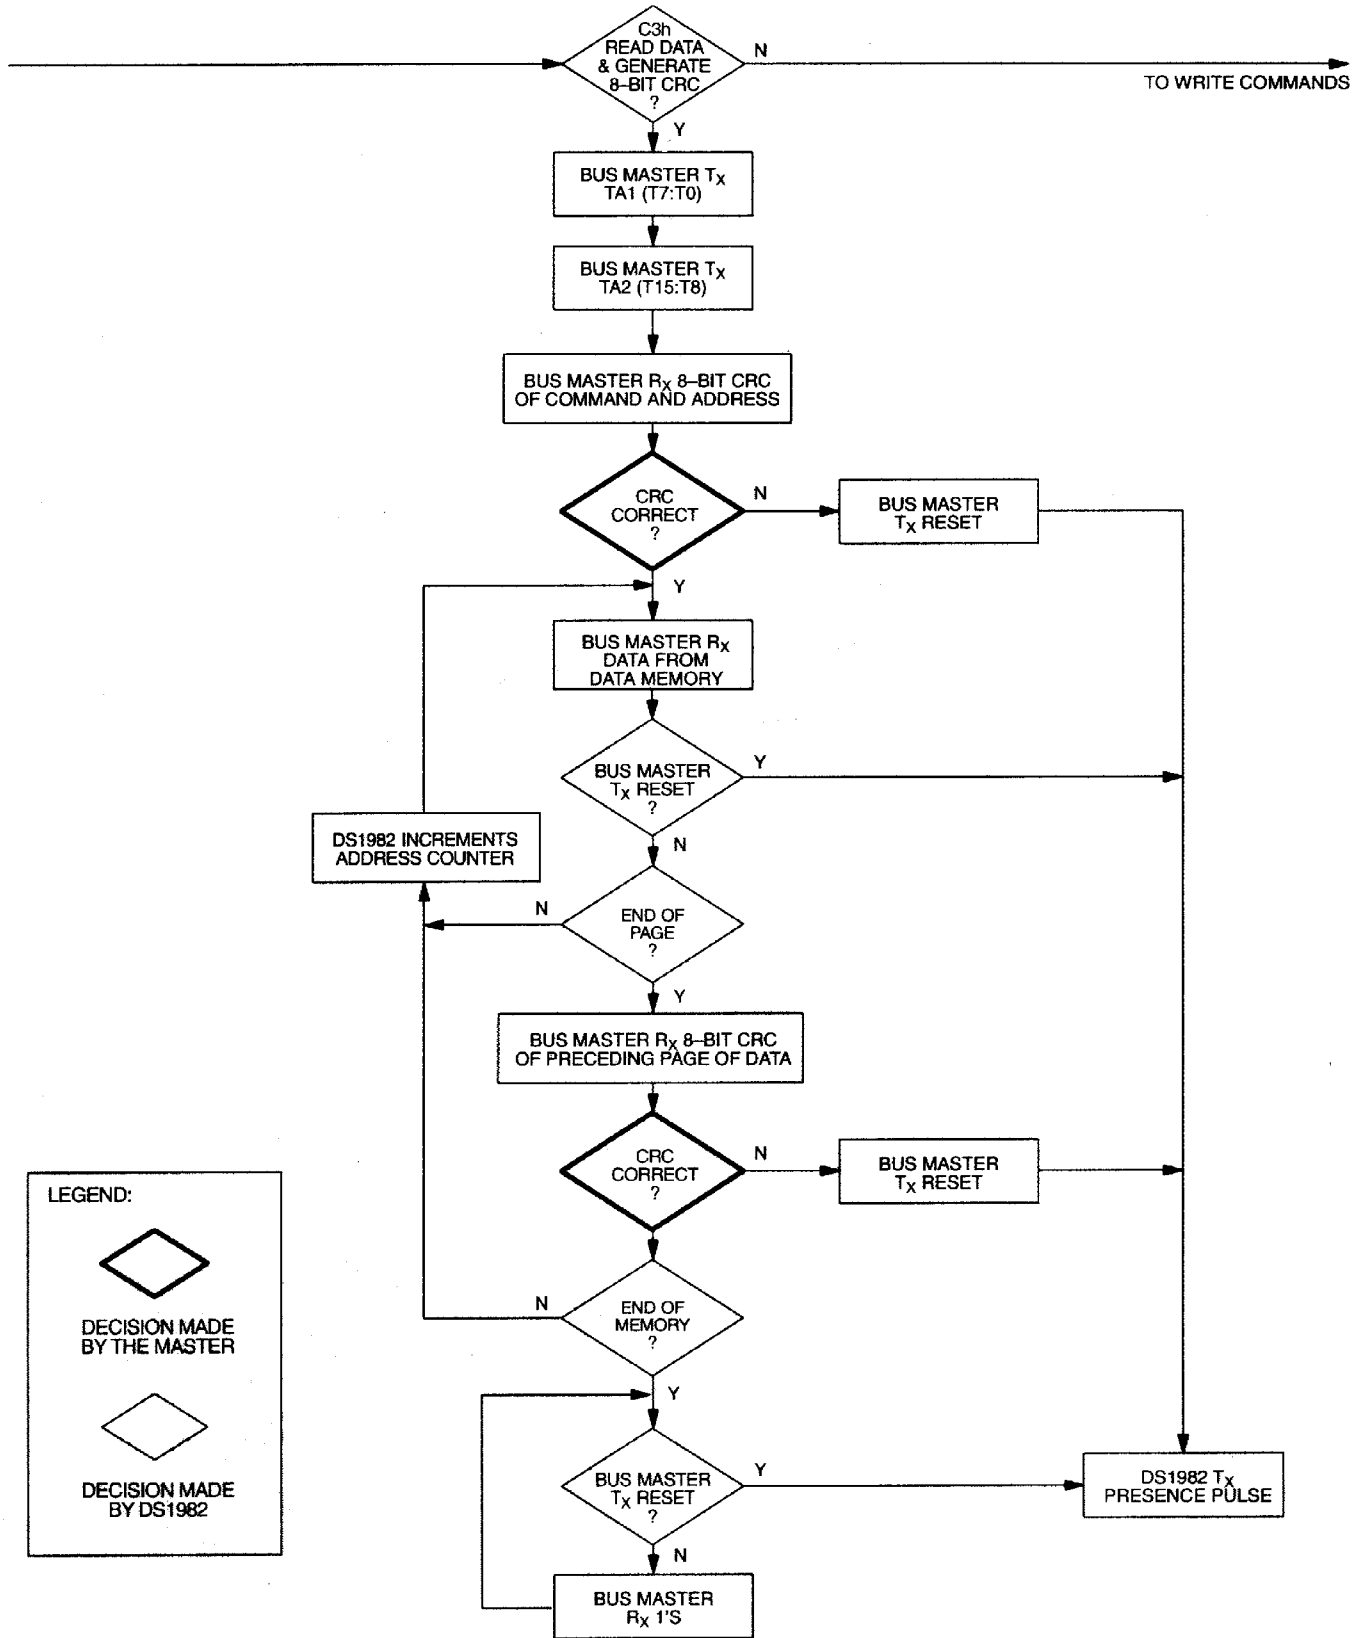 C3h
READ DATA
& GENERATE
8–BIT CRC
?
N
TO WRITE COMMANDS
Y
BUS MASTER TX
TA1 (T7:T0)
BUS MASTER TX
TA2 (T15:T8)
BUS MASTER RX 8–BIT CRC
OF COMMAND AND ADDRESS
CRC
CORRECT
?
N
BUS MASTER
TX RESET
Y
BUS MASTER RX
DATA FROM
DATA MEMORY
BUS MASTER
TX RESET
?
Y
N
DS1982 INCREMENTS
ADDRESS COUNTER
END OF
PAGE
?
N
Y
BUS MASTER RX 8–BIT CRC
OF PRECEDING PAGE OF DATA
CRC
CORRECT
?
N
BUS MASTER
TX RESET
END OF
MEMORY
?
N
Y
BUS MASTER
TX RESET
?
Y
DS1982 TX
PRESENCE PULSE
N
BUS MASTER
RX 1'S
LEGEND:
DECISION MADE
BY THE MASTER
DECISION MADE
BY DS1982